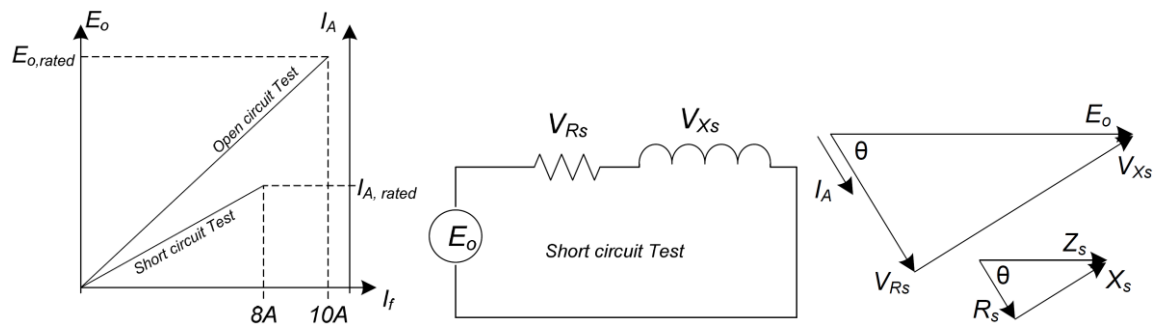 E_o
I_A
E_o,rated
Open circuit Test
I_A, rated
Short circuit Test
8A
10A
I_f
V_Rs
V_Xs
E_o
Short circuit Test
E_o
θ
V_Xs
I_A
V_Rs
Z_s
θ
X_s
R_s